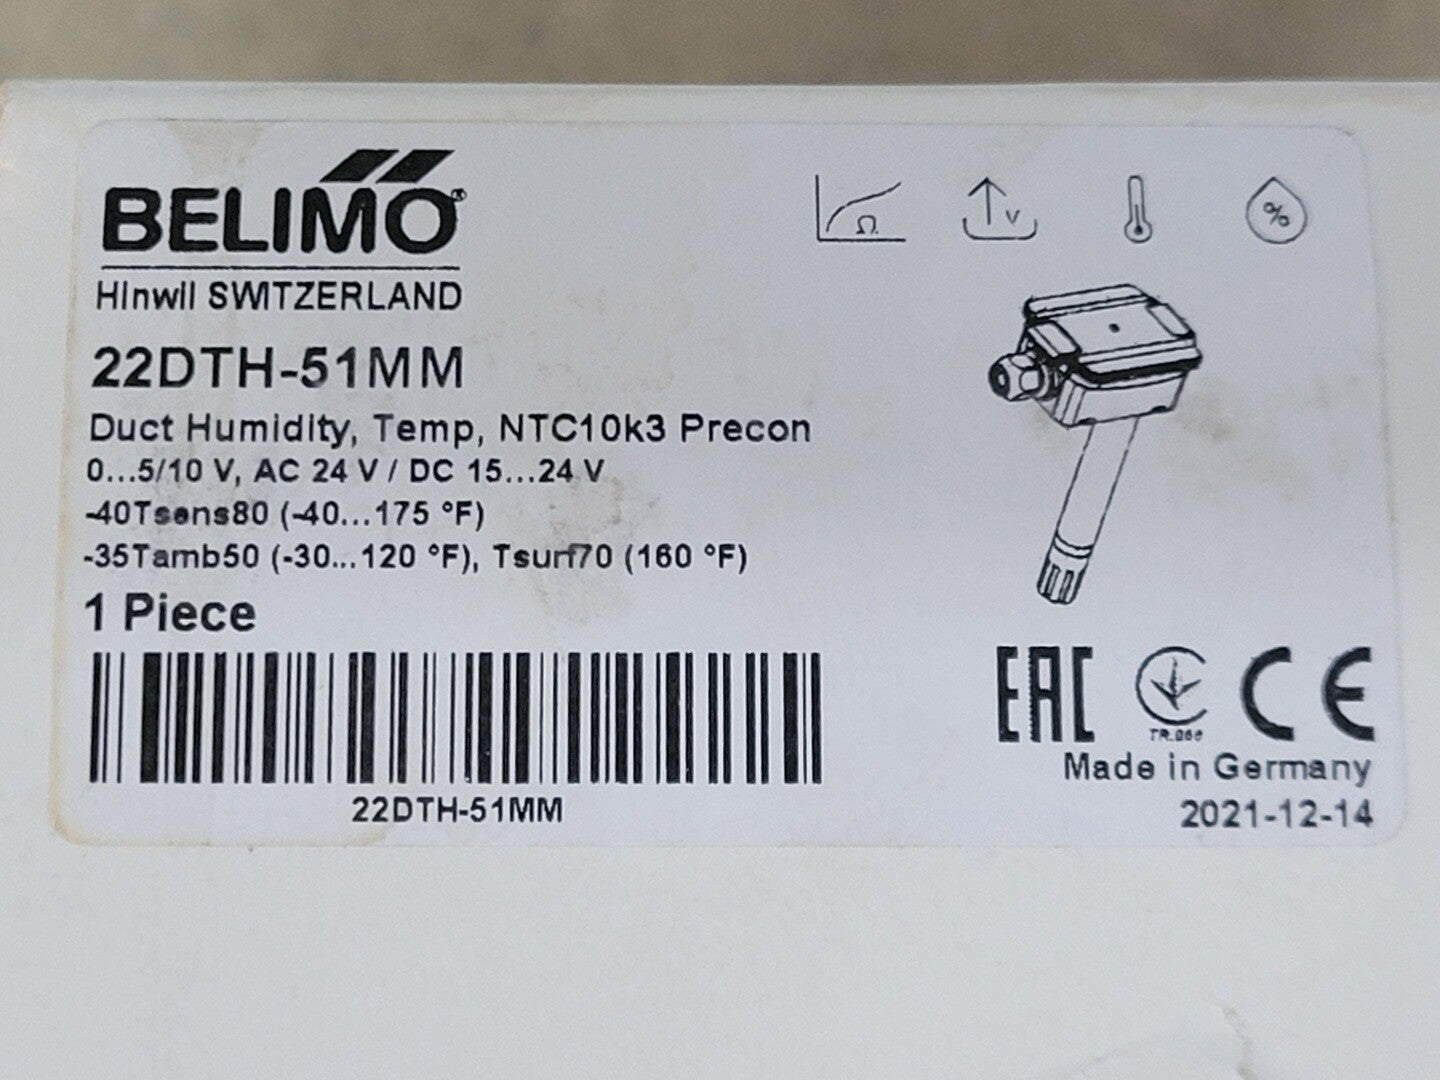 BELIMO®
Hinwil SWITZERLAND
22DTH-51MM
Duct Humidity, Temp, NTC10k3 Precon
0...5/10 V, AC 24 V / DC 15...24 V
-40Tsens80 (-40...175 °F)
-35Tamb50 (-30...120 °F), Tsurf70 (160 °F)
1 Piece
22DTH-51MM
Ω
V
%
EAC
TR.066
CE
Made in Germany
2021-12-14